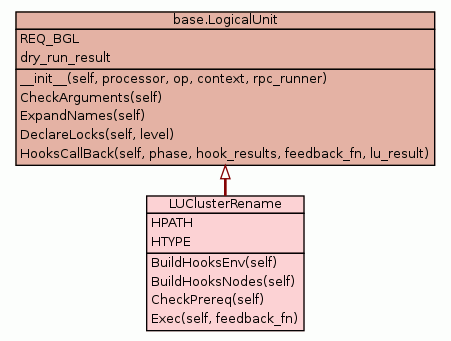 base.LogicalUnit
REQ_BGL
dry_run_result
__init__(self, processor, op, context, rpc_runner)
CheckArguments(self)
ExpandNames(self)
DeclareLocks(self, level)
HooksCallBack(self, phase, hook_results, feedback_fn, lu_result)
LUClusterRename
HPATH
HTYPE
BuildHooksEnv(self)
BuildHooksNodes(self)
CheckPrereq(self)
Exec(self, feedback_fn)